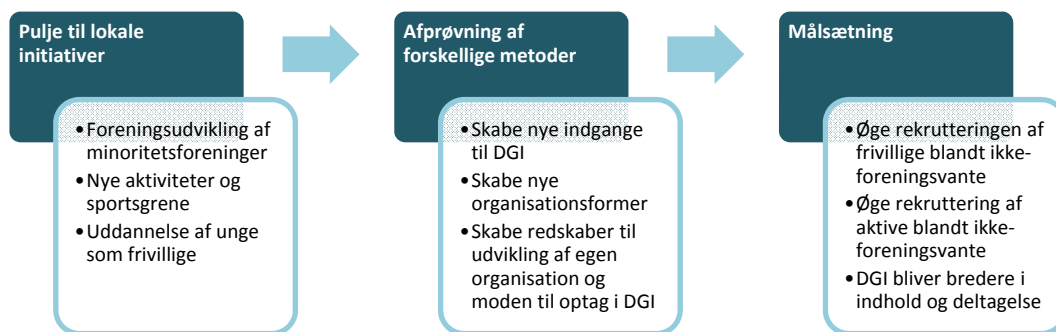 Pulje til lokale
initiativer
• Foreningsudvikling af
minoritetsforeninger
• Nye aktiviteter og
sportsgrene
• Uddannelse af unge
som frivillige
Afprøvning af
forskellige metoder
• Skabe nye indgange
til DGI
• Skabe nye
organisationsformer
• Skabe redskaber til
udvikling af egen
organisation og
moden til optag i DGI
Målsætning
• Øge rekrutteringen af
frivillige blandt ikke-
foreningsvante
• Øge rekruttering af
aktive blandt ikke-
foreningsvante
• DGI bliver bredere i
indhold og deltagelse